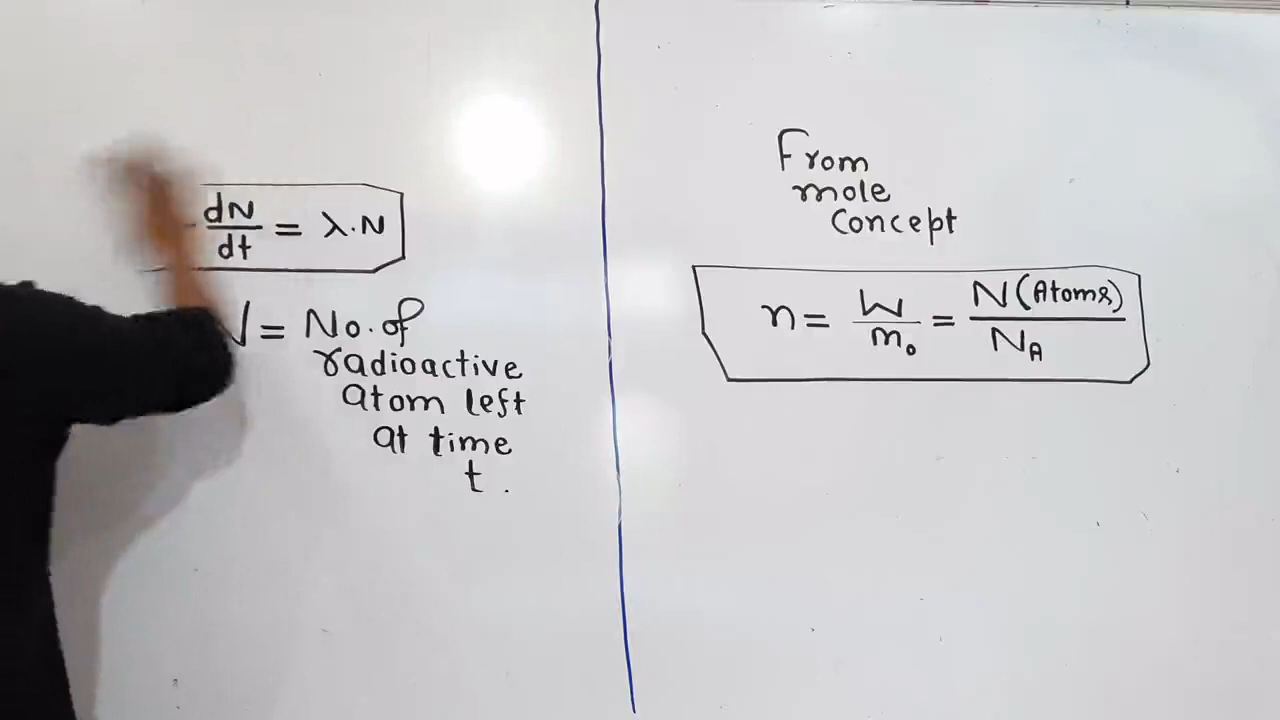 - dN/dt = λ.N
N = No. of
radioactive
atom left
at time
t.
From
mole
concept
n = W/m₀ = N(Atoms)/N_A